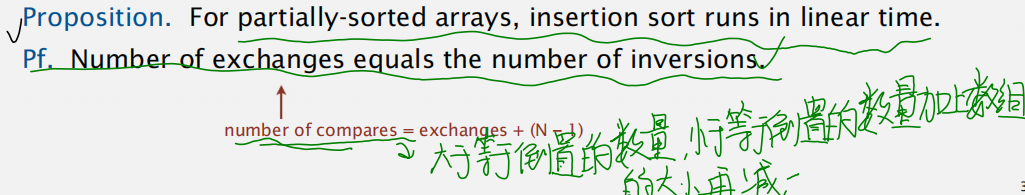 Proposition. For partially-sorted arrays, insertion sort runs in linear time.
Pf. Number of exchanges equals the number of inversions.
number of compares = exchanges + (N – 1)
大于等于倒置的数量,小于等于倒置的数量加上数组
的大小再减一